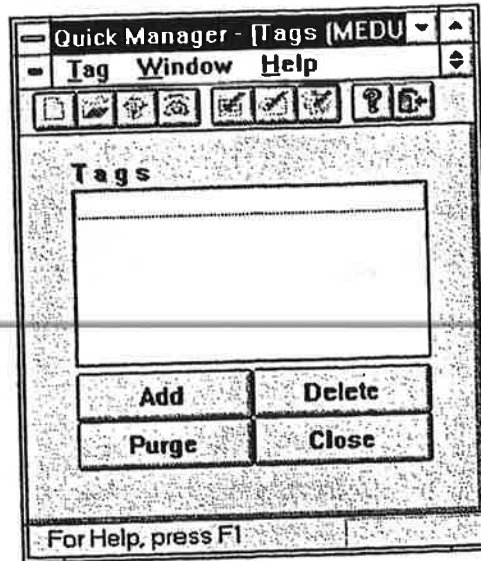 Quick Manager - [Tags (MEDU
Tag Window Help
Tags
Add Delete
Purge Close
For Help, press F1